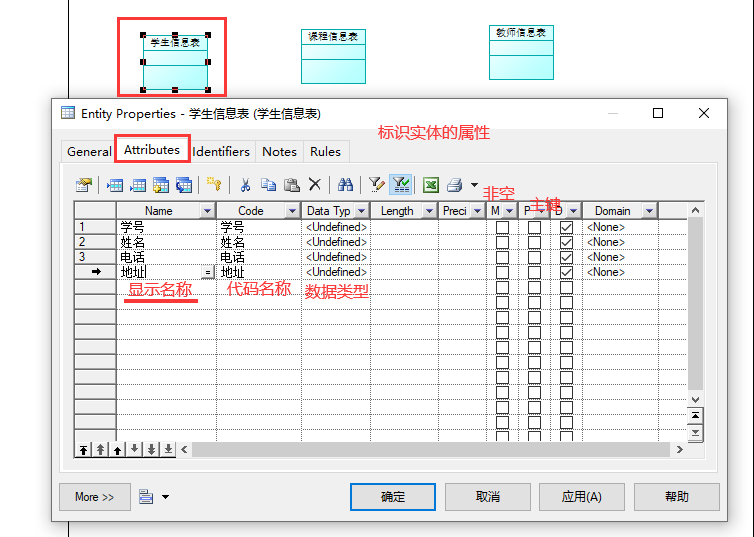 学生信息表
课程信息表
教师信息表
Entity Properties - 学生信息表 (学生信息表)
标识实体的属性
General Attributes Identifiers Notes Rules
非空
主键
Name Code Data Typ Length Preci M P D Domain
1 学号 学号 <Undefined> <None>
2 姓名 姓名 <Undefined> <None>
3 电话 电话 <Undefined> <None>
地址 = 地址 <Undefined> <None>
显示名称 代码名称 数据类型
More >> 确定 取消 应用(A) 帮助